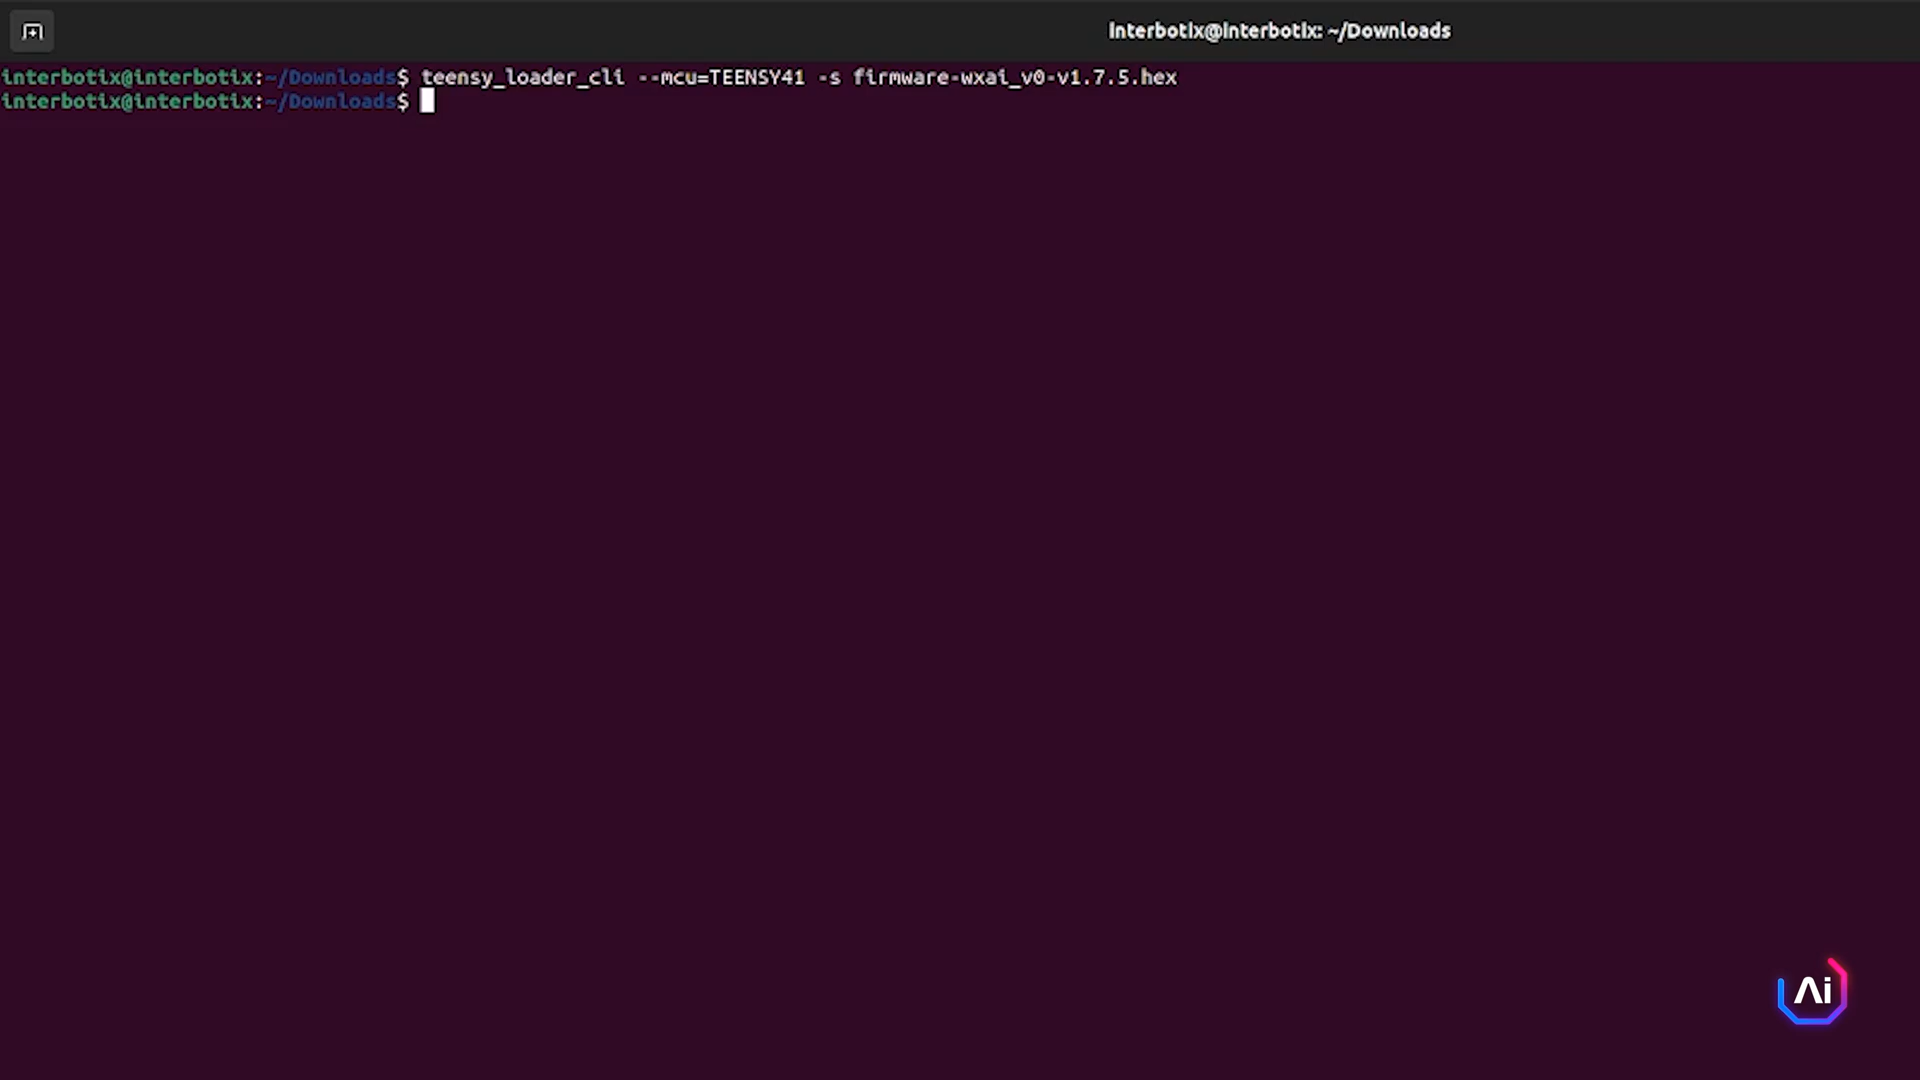 interbotix@interbotix: ~/Downloads
interbotix@interbotix:~/Downloads$ teensy_loader_cli --mcu=TEENSY41 -s firmware-wxai_v0-v1.7.5.hex
interbotix@interbotix:~/Downloads$
Ai